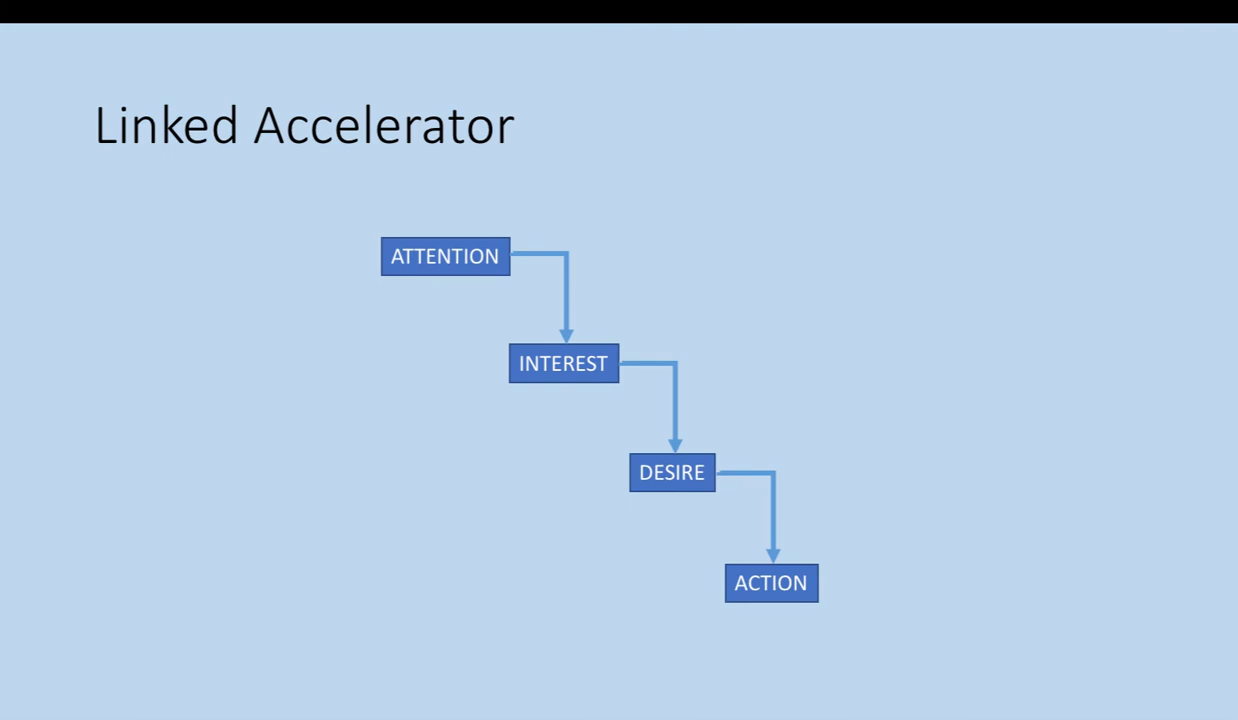 Linked Accelerator
ATTENTION
INTEREST
DESIRE
ACTION